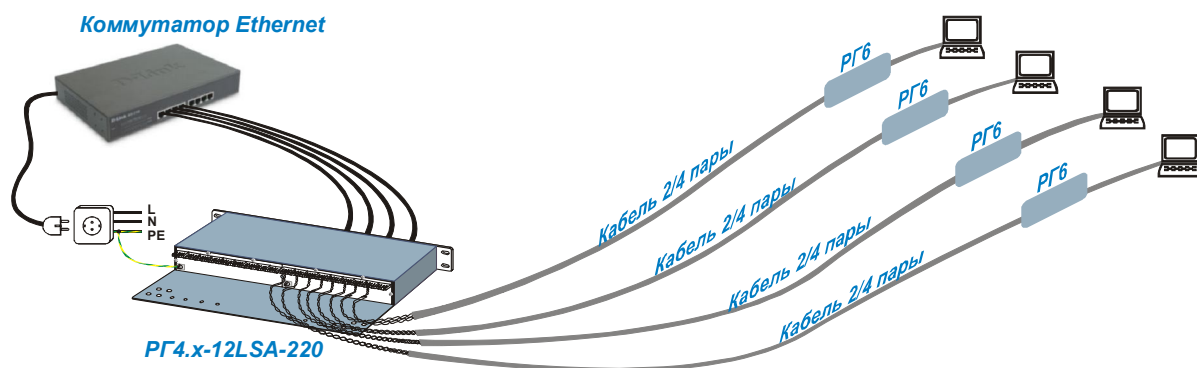 Коммутатор Ethernet
D-Link
L
N
PE
РГ4.х-12LSA-220
Кабель 2/4 пары
РГ6
Кабель 2/4 пары
РГ6
Кабель 2/4 пары
РГ6
Кабель 2/4 пары
РГ6